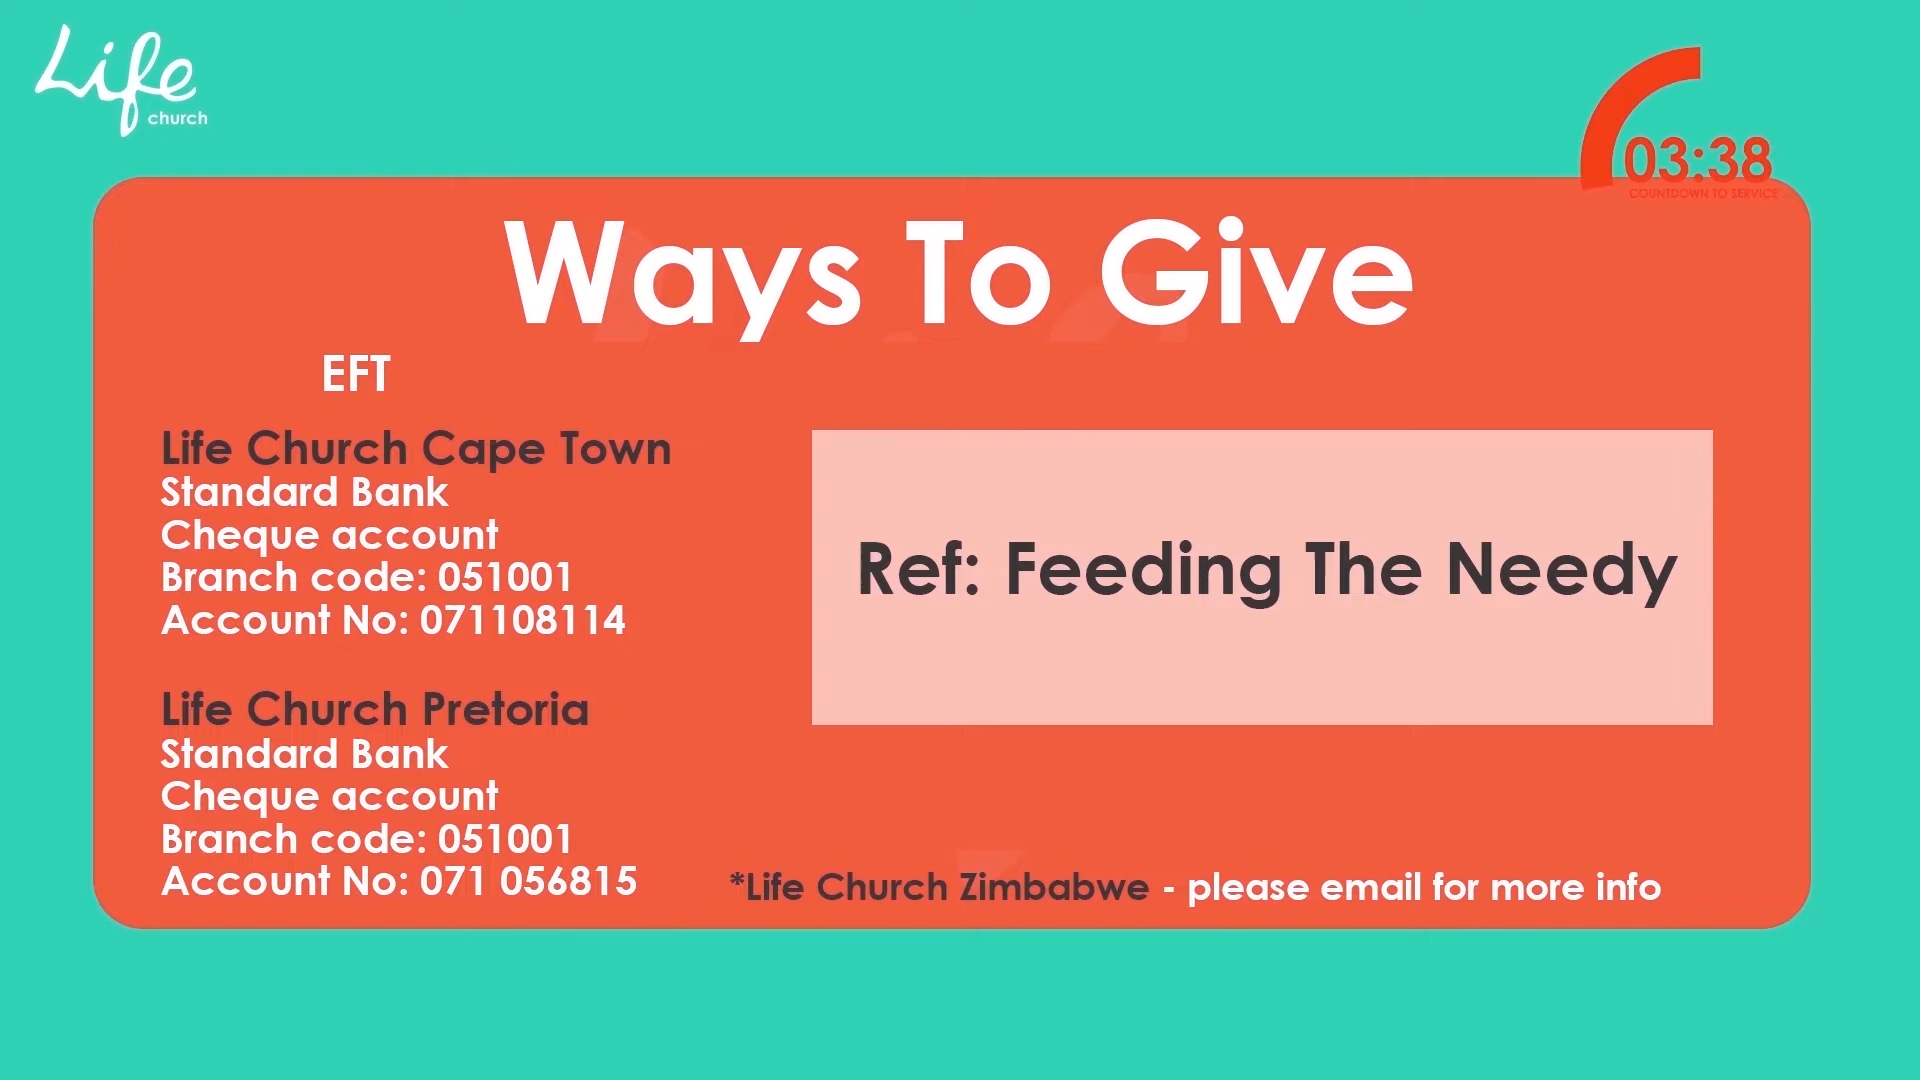 Life
church
03:38
COUNTDOWN TO SERVICE
Ways To Give
EFT
Life Church Cape Town
Standard Bank
Cheque account
Branch code: 051001
Account No: 071108114
Ref: Feeding The Needy
Life Church Pretoria
Standard Bank
Cheque account
Branch code: 051001
Account No: 071 056815
*Life Church Zimbabwe - please email for more info